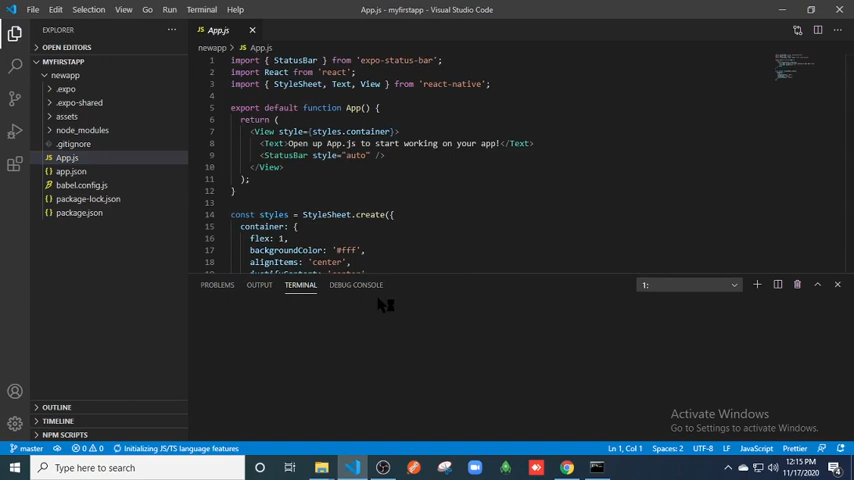 File Edit Selection View Go Run Terminal Help
App.js - myfirstapp - Visual Studio Code
EXPLORER
OPEN EDITORS
MYFIRSTAPP
newapp
.expo
.expo-shared
assets
node_modules
.gitignore
JS App.js
app.json
babel.config.js
package-lock.json
package.json
OUTLINE
TIMELINE
NPM SCRIPTS
JS App.js
newapp > JS App.js
1 import { StatusBar } from 'expo-status-bar';
2 import React from 'react';
3 import { StyleSheet, Text, View } from 'react-native';
4
5 export default function App() {
6 return (
7 <View style={styles.container}>
8 <Text>Open up App.js to start working on your app!</Text>
9 <StatusBar style="auto" />
10 </View>
11 );
12 }
13
14 const styles = StyleSheet.create({
15 container: {
16 flex: 1,
17 backgroundColor: '#fff',
18 alignItems: 'center',
19 justifyContent: 'center',
PROBLEMS OUTPUT TERMINAL DEBUG CONSOLE
1:
Activate Windows
Go to Settings to activate Windows.
master 0 0 Initializing JS/TS language features
Ln 1, Col 1 Spaces: 2 UTF-8 LF JavaScript Prettier
Type here to search
12:15 PM
11/17/2020
4